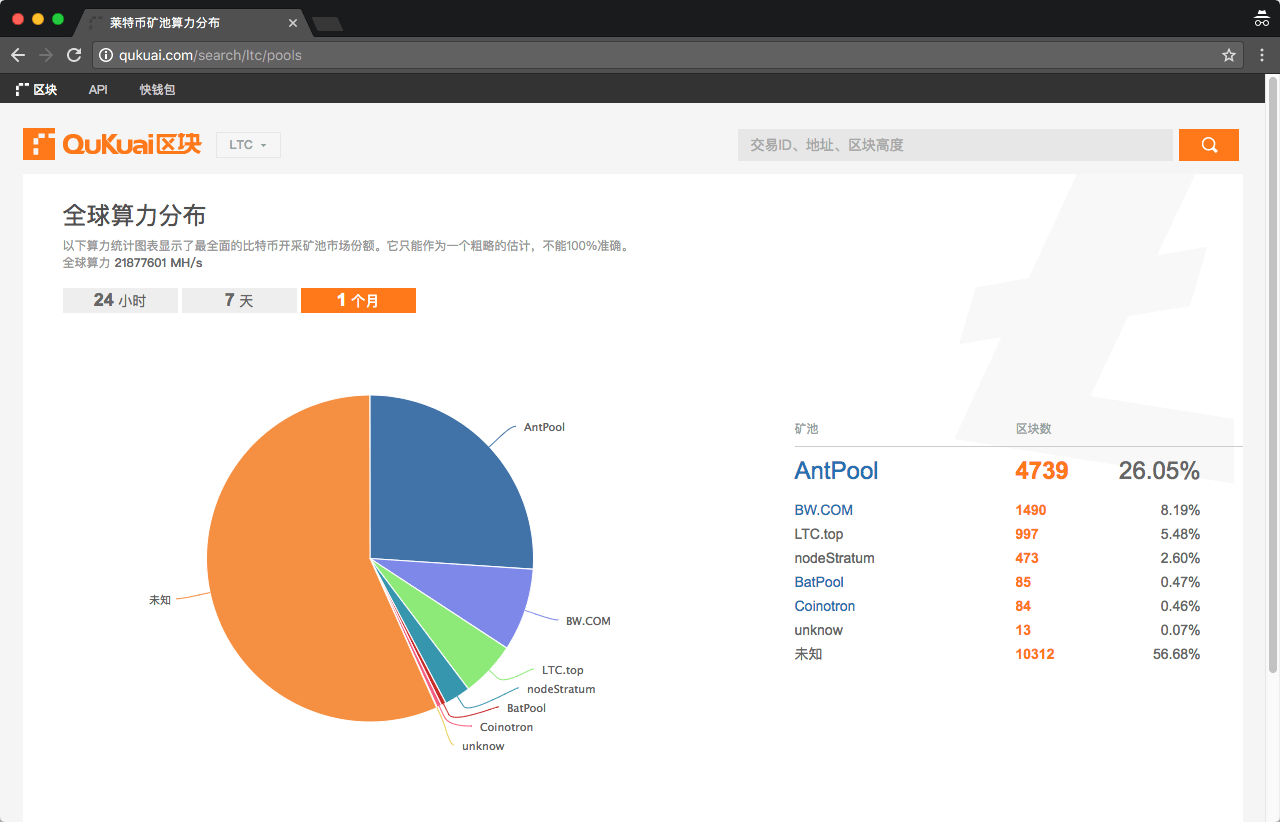 莱特币矿池算力分布
qukuai.com/search/ltc/pools
区块 API 快钱包
QuKuai区块 LTC 交易ID、地址、区块高度
全球算力分布
以下算力统计图表显示了最全面的比特币开采矿池市场份额。它只能作为一个粗略的估计，不能100%准确。
全球算力 21877601 MH/s
24 小时 7 天 1 个月
AntPool
未知
BW.COM
LTC.top
nodeStratum
BatPool
Coinotron
unknow
矿池 区块数
AntPool 4739 26.05%
BW.COM 1490 8.19%
LTC.top 997 5.48%
nodeStratum 473 2.60%
BatPool 85 0.47%
Coinotron 84 0.46%
unknow 13 0.07%
未知 10312 56.68%